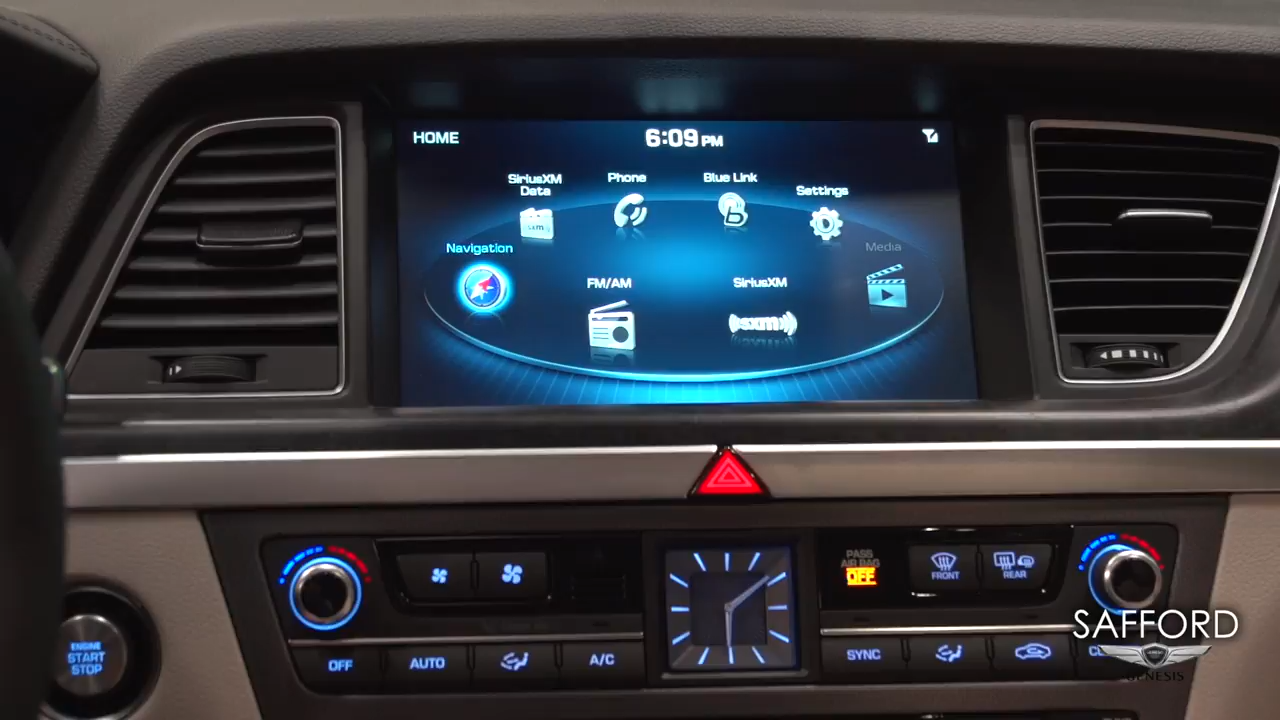 HOME
6:09 PM
SiriusXM
Data
Phone
Blue Link
Settings
Navigation
Media
FM/AM
SiriusXM
sxm
sxm
B
ENGINE
START
STOP
PASS
AIR BAG
OFF
FRONT
REAR
OFF
AUTO
A/C
SYNC
SAFFORD
GENESIS